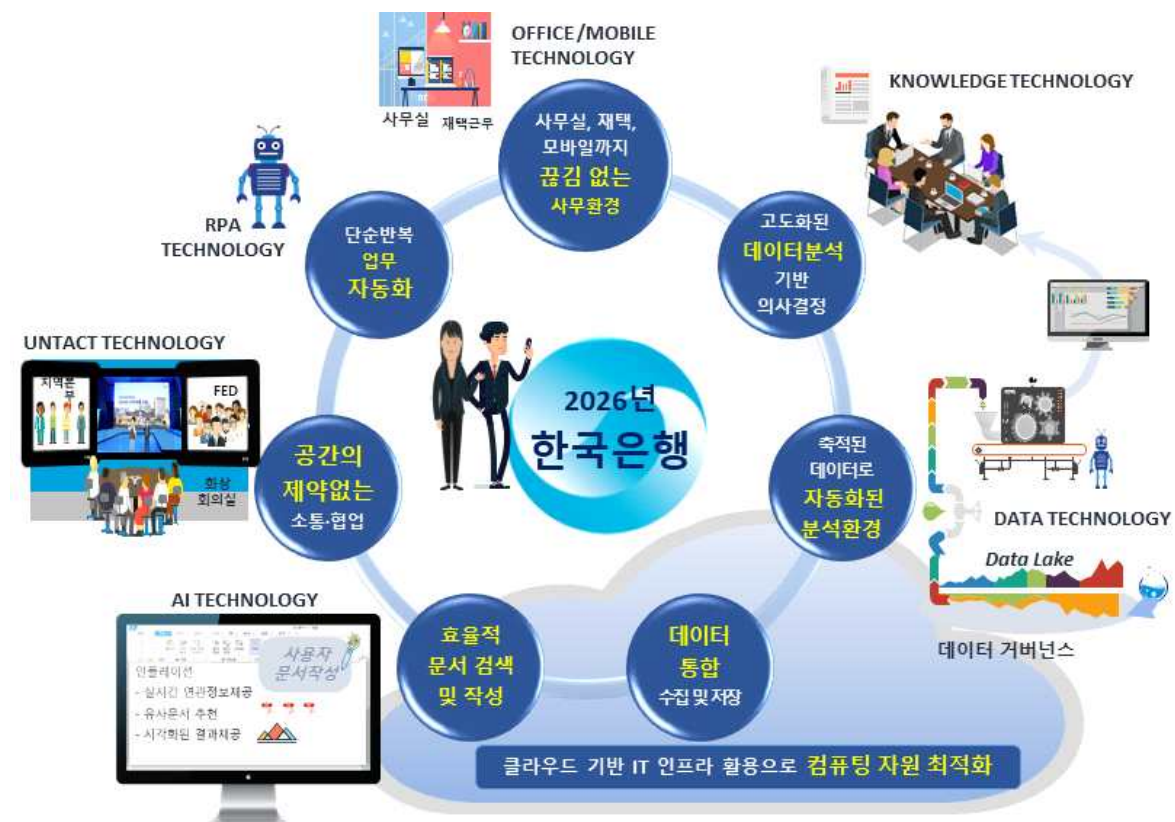 OFFICE/MOBILE
TECHNOLOGY
사무실
재택근무
사무실, 재택,
모바일까지
끊김 없는
사무환경
KNOWLEDGE TECHNOLOGY
RPA
TECHNOLOGY
단순반복
업무
자동화
고도화된
데이터분석
기반
의사결정
UNTACT TECHNOLOGY
지역본
부
FED
화상
회의실
공간의
제약없는
소통·협업
2026년
한국은행
축적된
데이터로
자동화된
분석환경
DATA TECHNOLOGY
Data Lake
데이터 거버넌스
AI TECHNOLOGY
사용자
문서작성
인플레이션
- 실시간 연관정보제공
- 유사문서 추천
- 시각화된 결과제공
효율적
문서 검색
및 작성
데이터
통합
수집 및 저장
클라우드 기반 IT 인프라 활용으로 컴퓨팅 자원 최적화